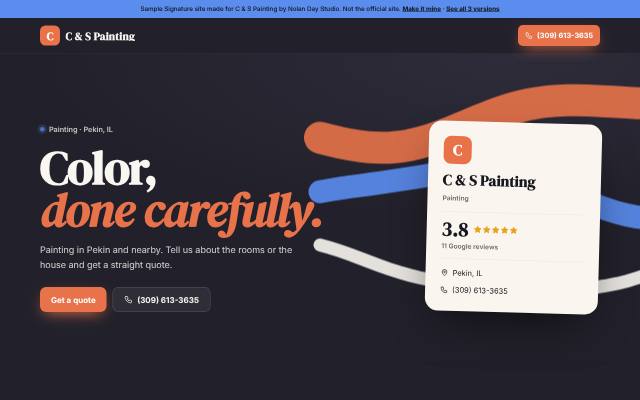 Sample Signature site made for C & S Painting by Nolan Day Studio. Not the official site. Make it mine · See all 3 versions
C C & S Painting
(309) 613-3635
Painting · Pekin, IL
Color,
done carefully.
Painting in Pekin and nearby. Tell us about the rooms or the
house and get a straight quote.
Get a quote
(309) 613-3635
C
C & S Painting
Painting
3.8
11 Google reviews
Pekin, IL
(309) 613-3635